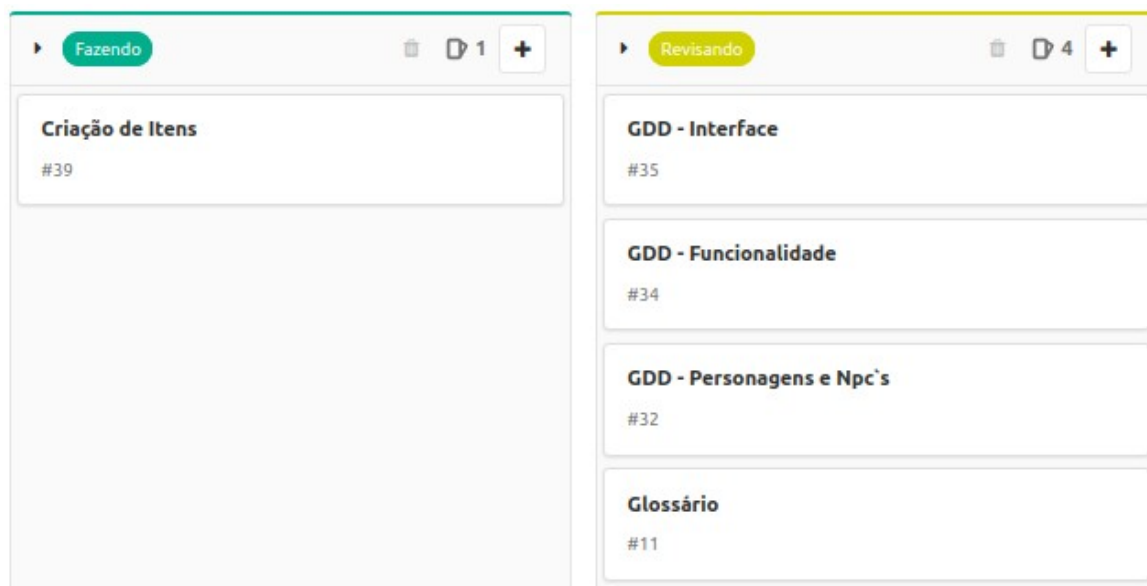 Fazendo
1
Criação de Itens
#39
Revisando
4
GDD - Interface
#35
GDD - Funcionalidade
#34
GDD - Personagens e Npc`s
#32
Glossário
#11